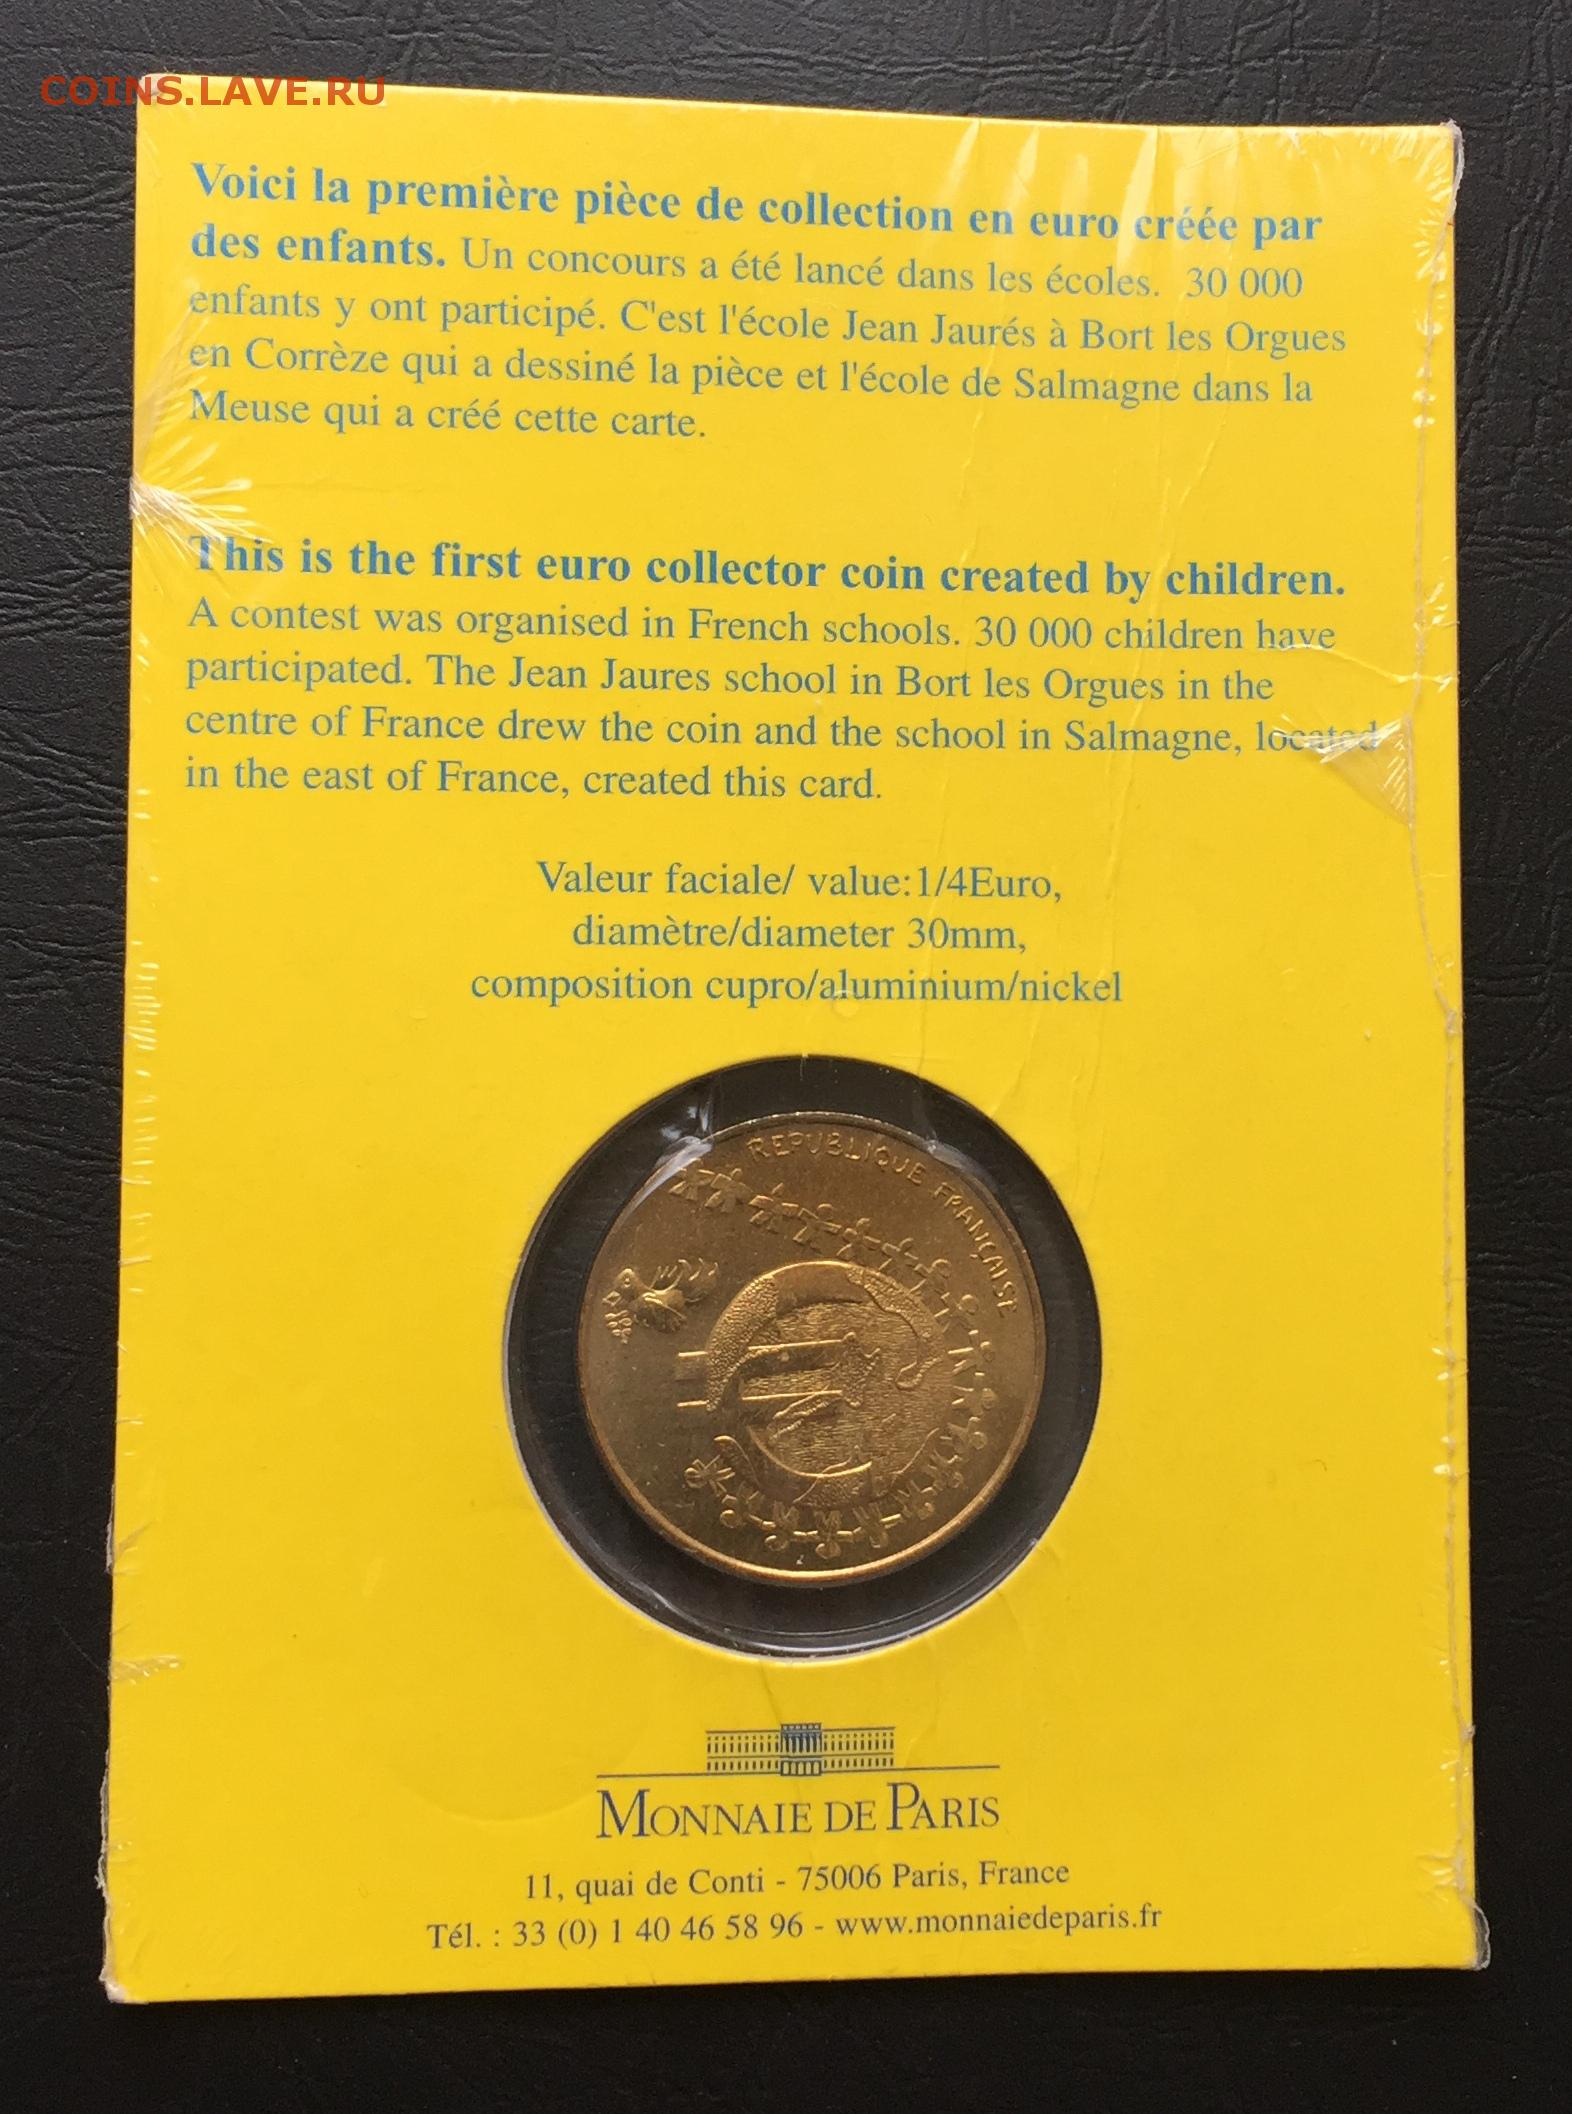 COINS.LAVE.RU
Voici la première pièce de collection en euro créée par
des enfants. Un concours a été lancé dans les écoles. 30 000
enfants y ont participé. C'est l'école Jean Jaurés à Bort les Orgues
en Corrèze qui a dessiné la pièce et l'école de Salmagne dans la
Meuse qui a créé cette carte.
This is the first euro collector coin created by children.
A contest was organised in French schools. 30 000 children have
participated. The Jean Jaures school in Bort les Orgues in the
centre of France drew the coin and the school in Salmagne, located
in the east of France, created this card.
Valeur faciale/ value:1/4Euro,
diamètre/diameter 30mm,
composition cupro/aluminium/nickel
REPUBLIQUE FRANÇAISE
MONNAIE DE PARIS
11, quai de Conti - 75006 Paris, France
Tél. : 33 (0) 1 40 46 58 96 - www.monnaiedeparis.fr